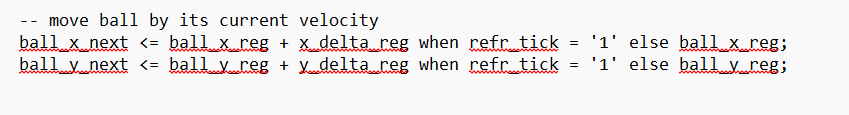 -- move ball by its current velocity
ball_x_next <= ball_x_reg + x_delta_reg when refr_tick = '1' else ball_x_reg;
ball_y_next <= ball_y_reg + y_delta_reg when refr_tick = '1' else ball_y_reg;